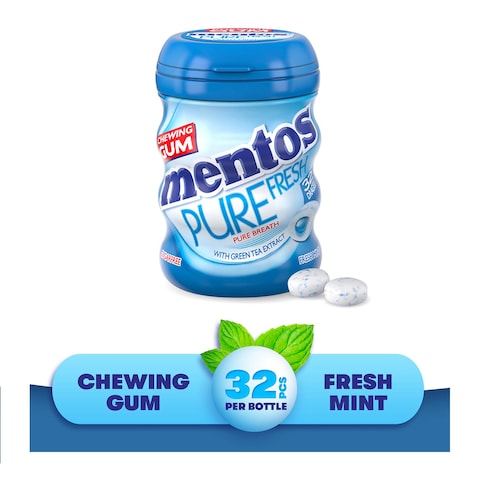 CHEWING
GUM
mentos
PURE FRESH
PURE BREATH
WITH GREEN TEA EXTRACT
CHEWING
GUM
32 PCS
PER BOTTLE
FRESH
MINT